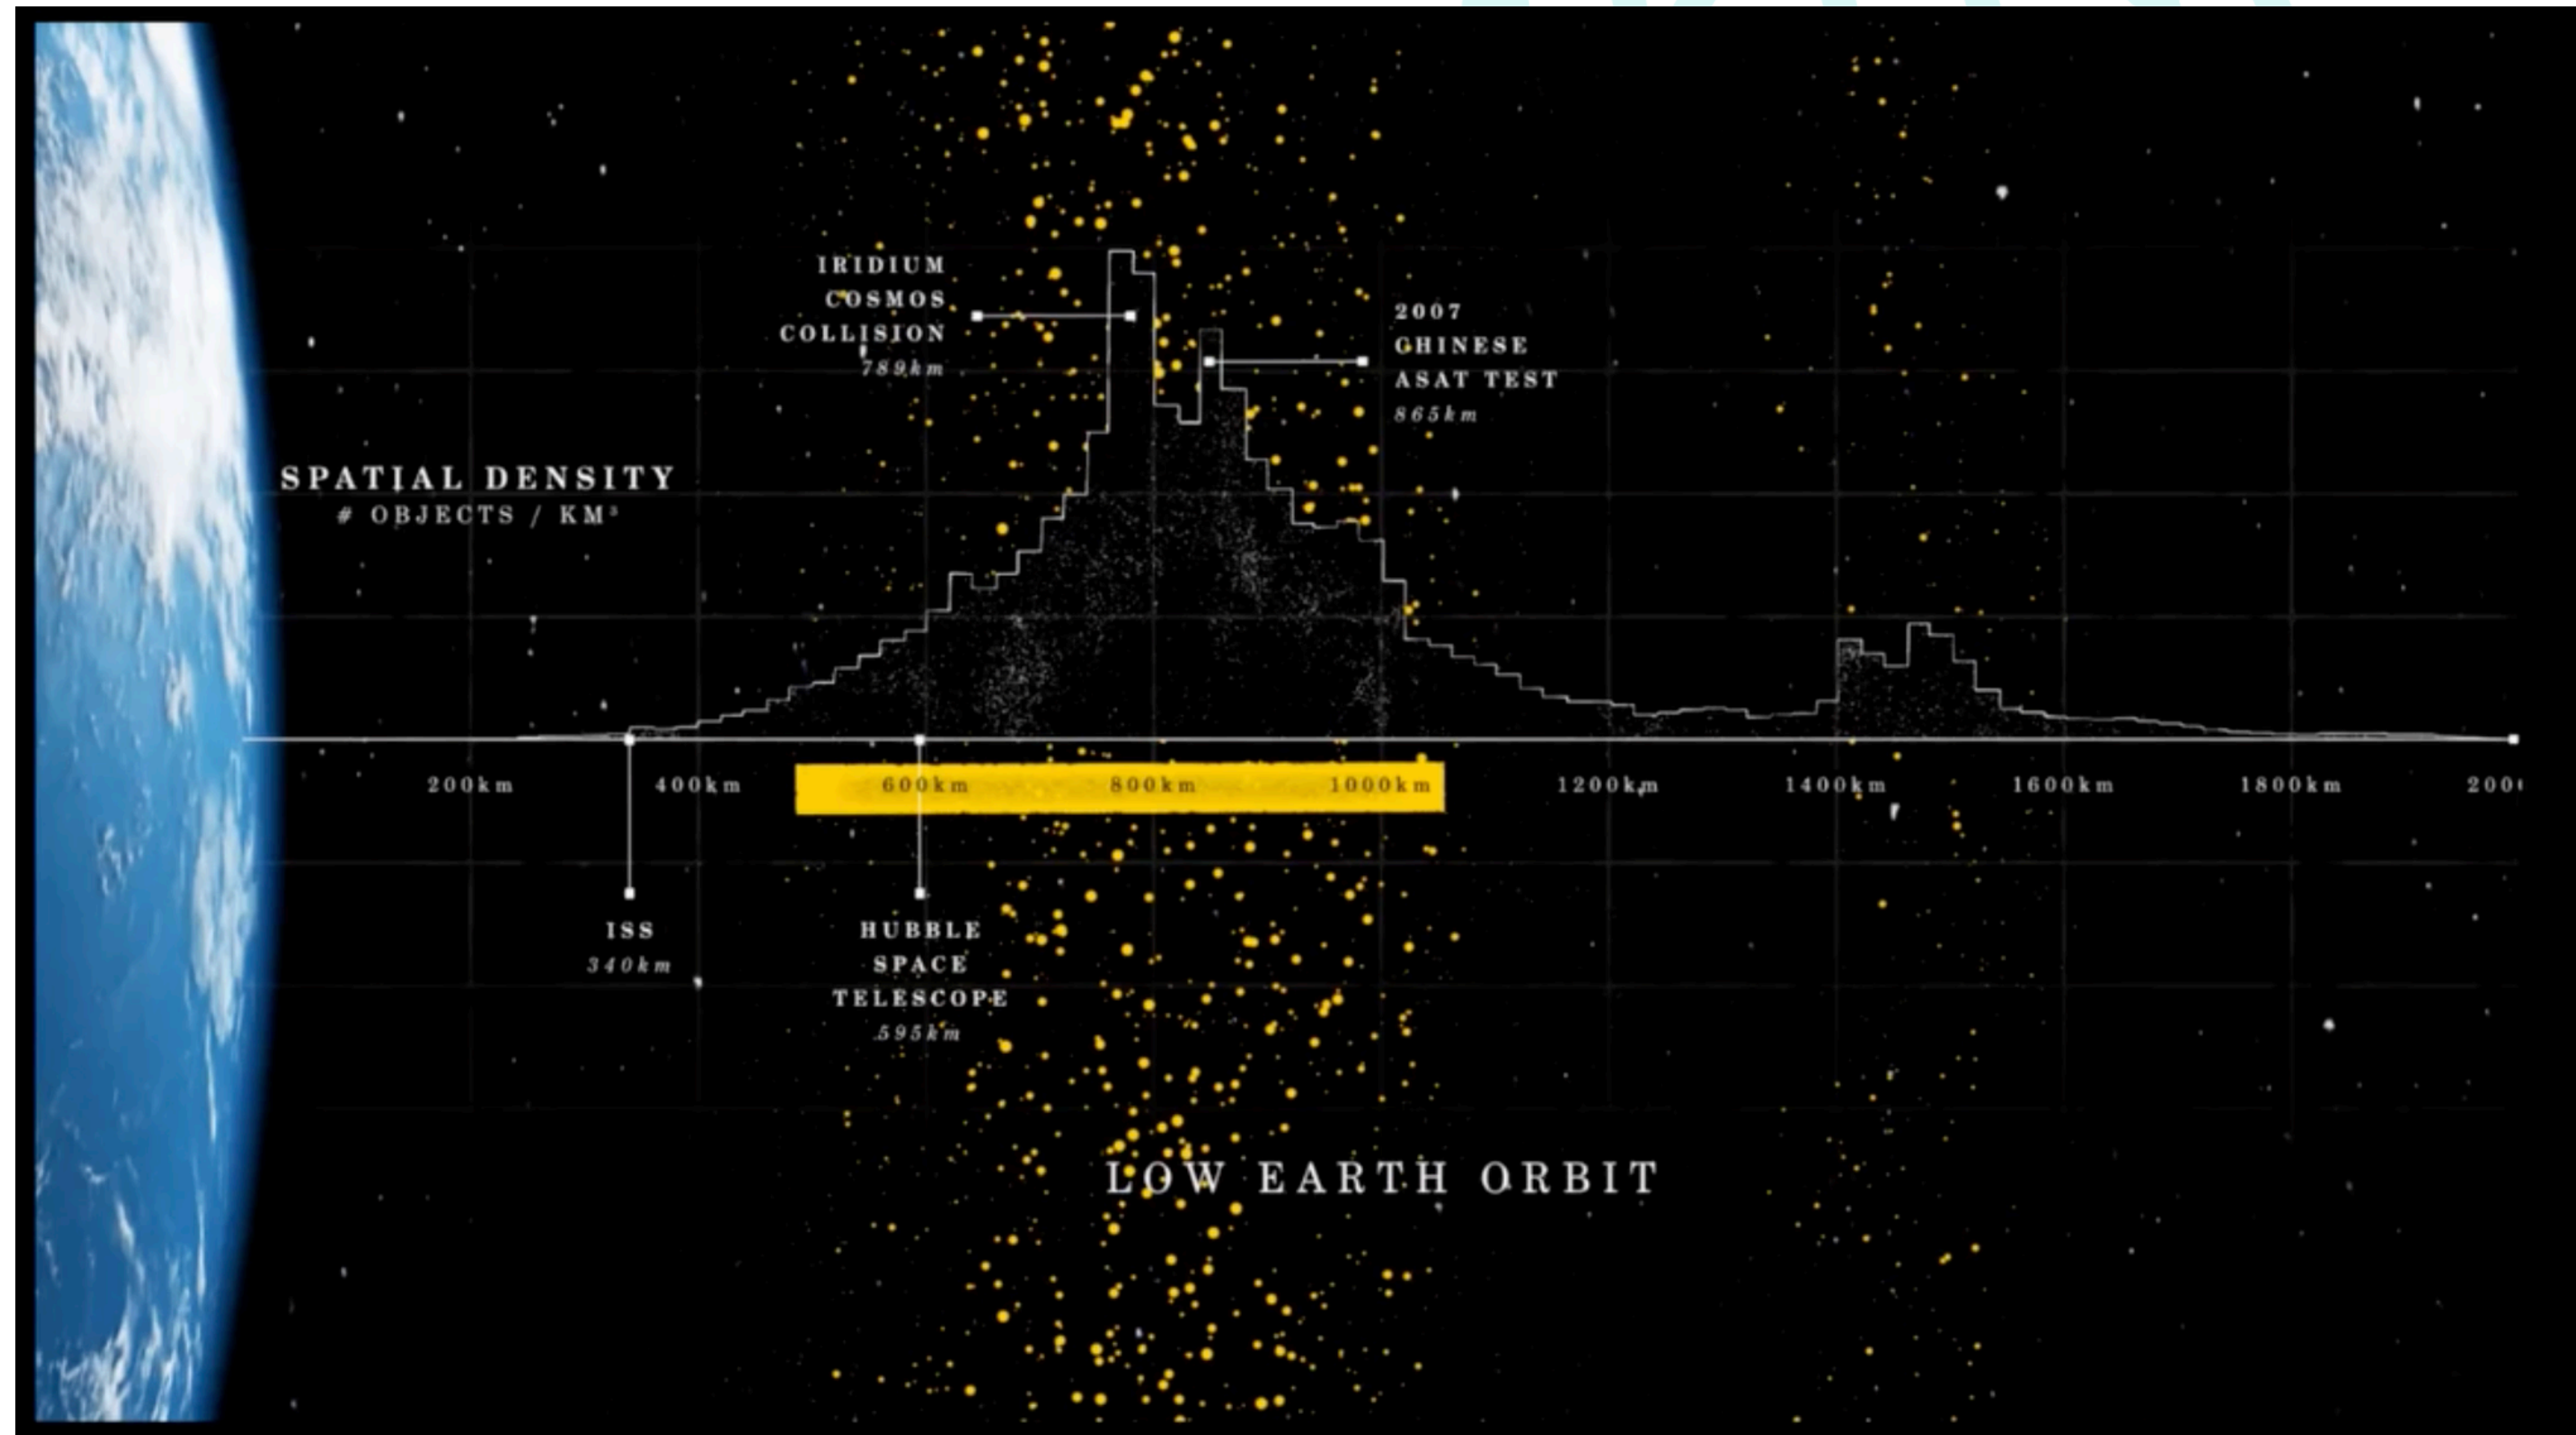 IRIDIUM
COSMOS
COLLISION
789km
2007
CHINESE
ASAT TEST
865km
SPATIAL DENSITY
# OBJECTS / KM³
200km
400km
600km
800km
1000km
1200km
1400km
1600km
1800km
ISS
340km
HUBBLE
SPACE
TELESCOPE
595km
LOW EARTH ORBIT